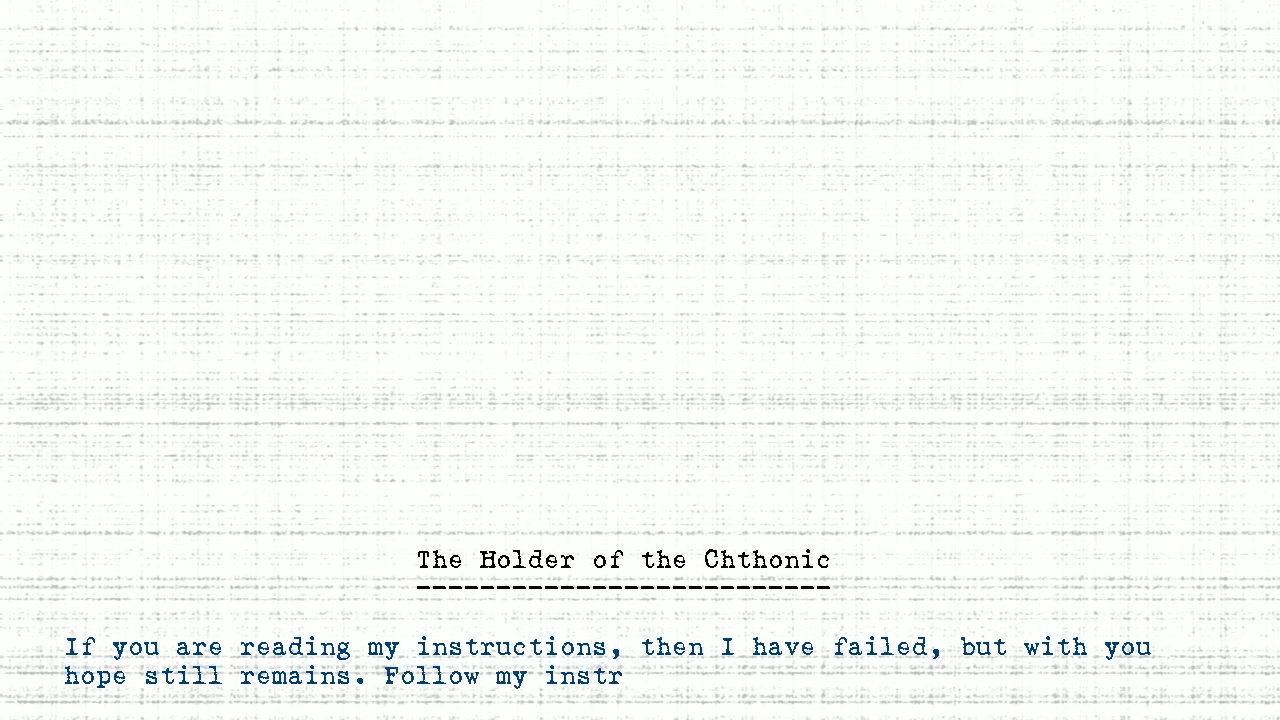 The Holder of the Chthonic
--------------------------
If you are reading my instructions, then I have failed, but with you
hope still remains. Follow my instr